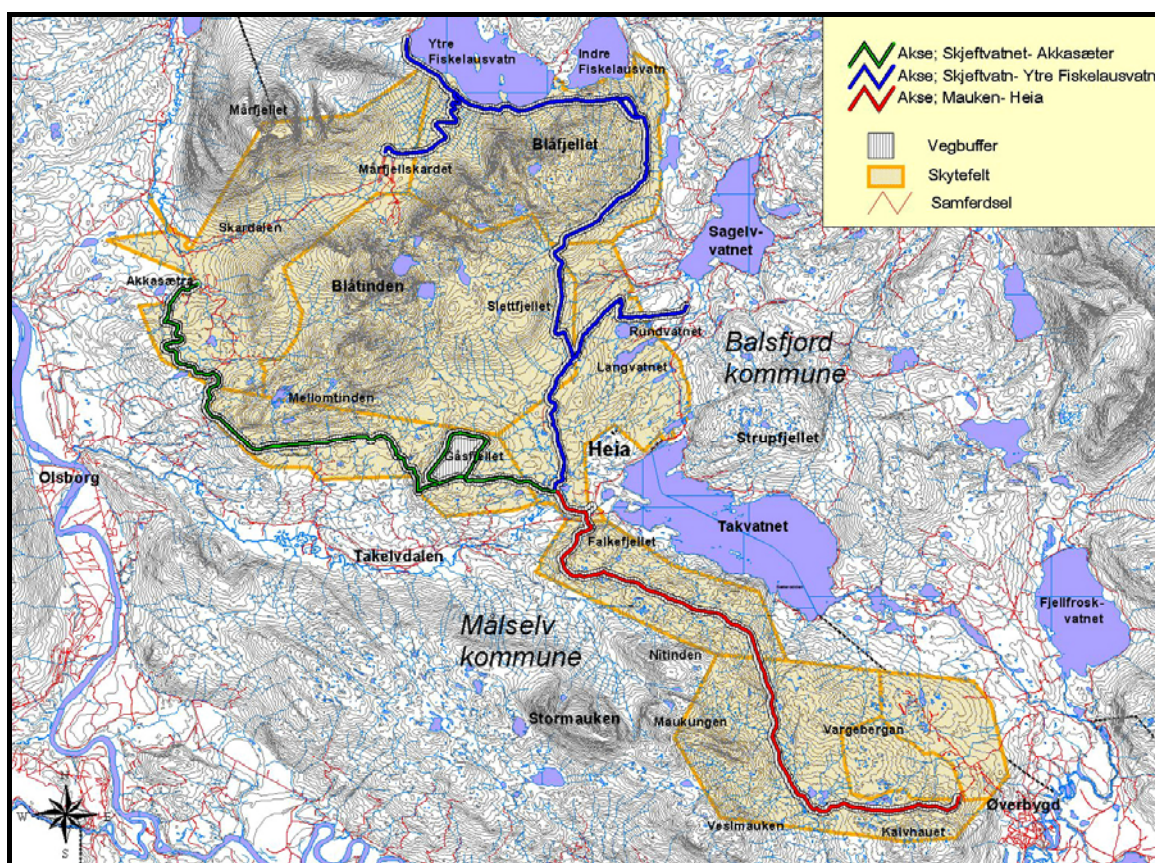 Ytre
Fiskelausvatn
Indre
Fiskelausvatn
Akse; Skjeftvatnet- Akkasæter
Akse; Skjeftvatn- Ytre Fiskelausvatn
Akse; Mauken- Heia
Vegbuffer
Skytefelt
Samferdsel
Mårfjellet
Blåfjellet
Mårfjellskardet
Skardalen
Sagelv-
vatnet
Akkasætra
Blåtinden
Slettfjellet
Rundvatnet
Balsfjord
kommune
Langvatnet
Mellomtinden
Heia
Strupfjellet
Gåsfjellet
Olsborg
Takvatnet
Falkefjellet
Takelvdalen
Fjellfrosk-
vatnet
Målselv
kommune
Nitinden
Stormauken
Maukungen
Vargebergan
Øverbygd
Veslmauken
Kalvhauet
N
W
E
S